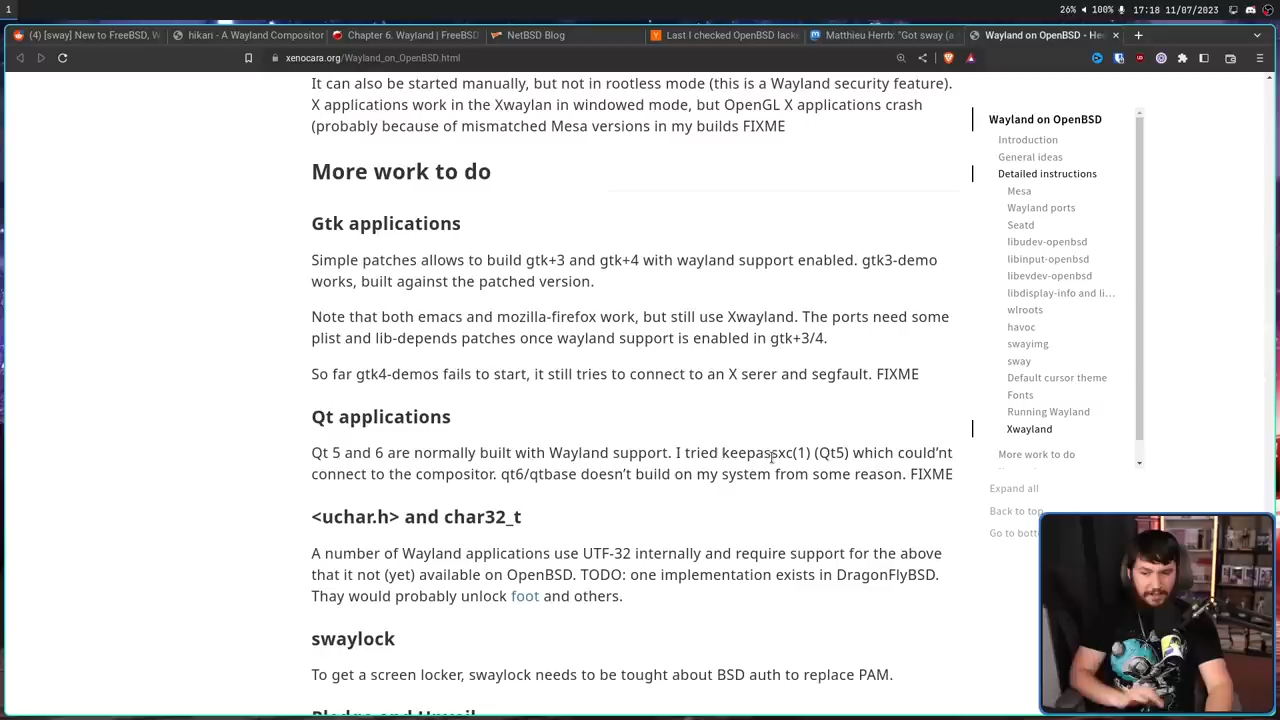 1
26%
100%
17:18 11/07/2023
(4) [sway] New to FreeBSD, W
hikari - A Wayland Compositor
Chapter 6. Wayland | FreeBSD
NetBSD Blog
Last I checked OpenBSD lacke
Matthieu Herrb: "Got sway (a
Wayland on OpenBSD - He
xenocara.org/Wayland_on_OpenBSD.html
It can also be started manually, but not in rootless mode (this is a Wayland security feature).
X applications work in the Xwaylan in windowed mode, but OpenGL X applications crash
(probably because of mismatched Mesa versions in my builds FIXME
More work to do
Gtk applications
Simple patches allows to build gtk+3 and gtk+4 with wayland support enabled. gtk3-demo
works, built against the patched version.
Note that both emacs and mozilla-firefox work, but still use Xwayland. The ports need some
plist and lib-depends patches once wayland support is enabled in gtk+3/4.
So far gtk4-demos fails to start, it still tries to connect to an X serer and segfault. FIXME
Qt applications
Qt 5 and 6 are normally built with Wayland support. I tried keepassxc(1) (Qt5) which could'nt
connect to the compositor. qt6/qtbase doesn't build on my system from some reason. FIXME
<uchar.h> and char32_t
A number of Wayland applications use UTF-32 internally and require support for the above
that it not (yet) available on OpenBSD. TODO: one implementation exists in DragonFlyBSD.
Thay would probably unlock foot and others.
swaylock
To get a screen locker, swaylock needs to be tought about BSD auth to replace PAM.
Pledge and Unveil
Wayland on OpenBSD
Introduction
General ideas
Detailed instructions
Mesa
Wayland ports
Seatd
libudev-openbsd
libinput-openbsd
libevdev-openbsd
libdisplay-info and li...
wlroots
havoc
swayimg
sway
Default cursor theme
Fonts
Running Wayland
Xwayland
More work to do
Expand all
Back to top
Go to bott